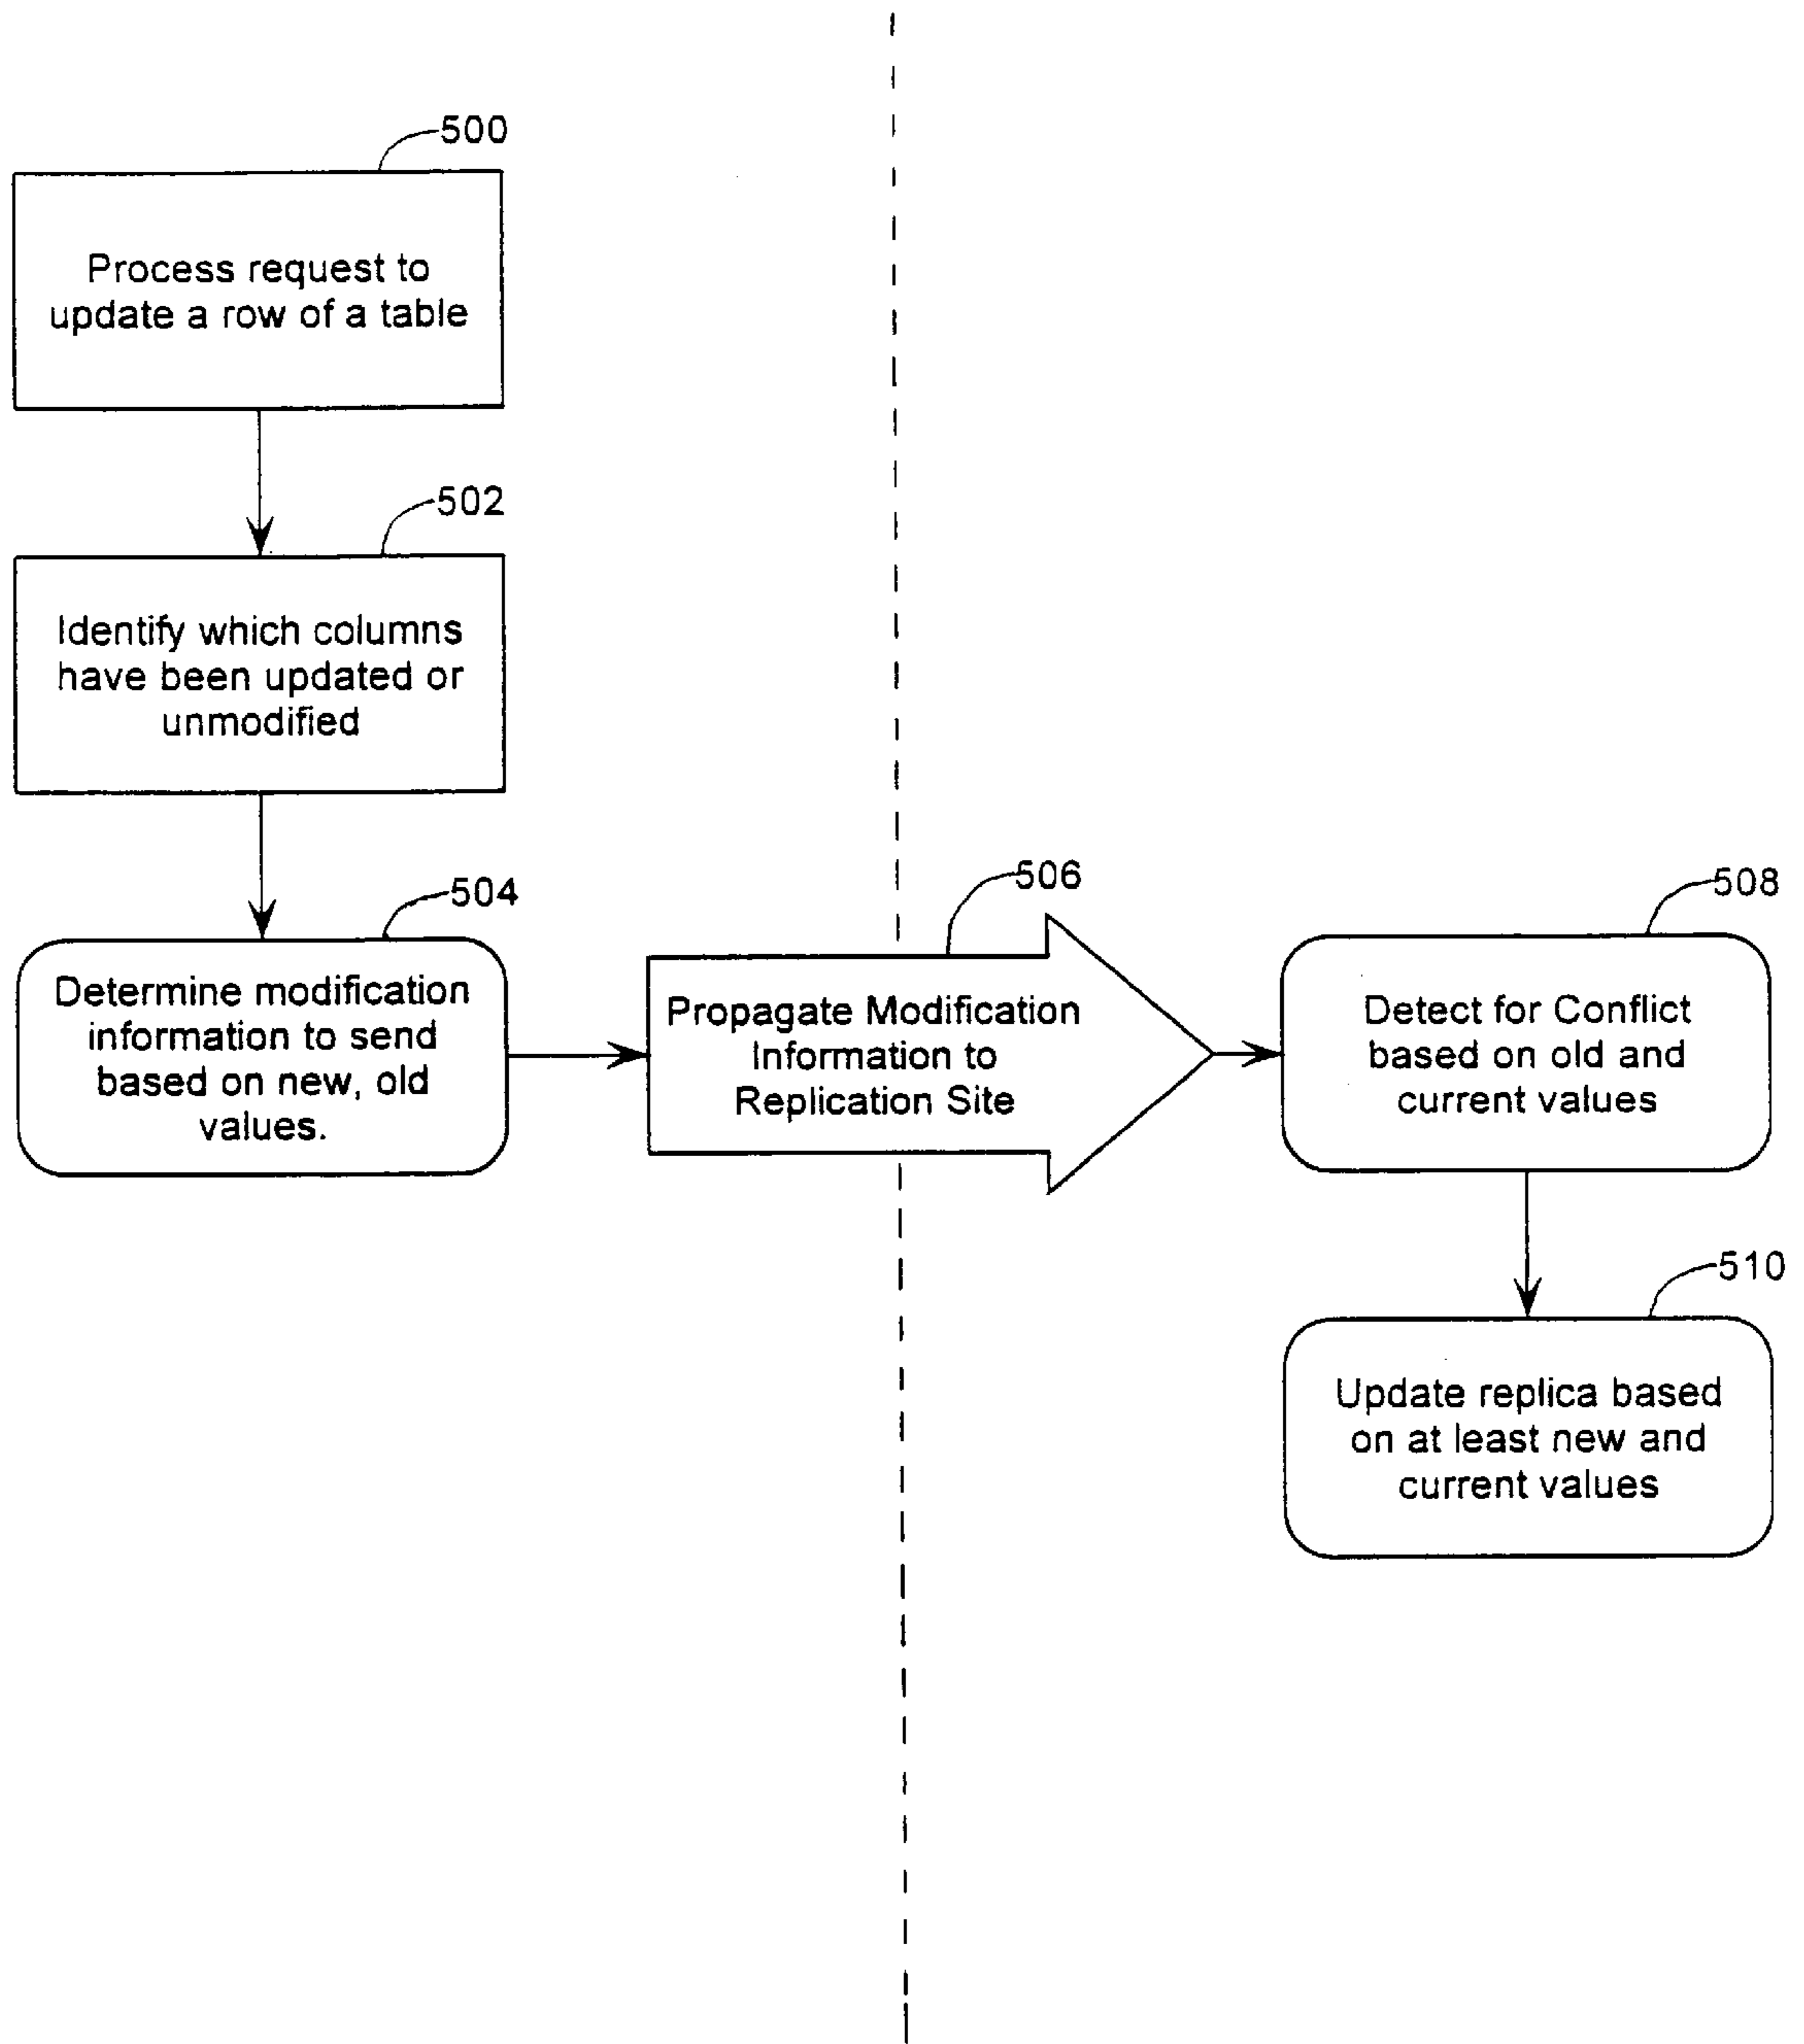 500
Process request to
update a row of a table
502
Identify which columns
have been updated or
unmodified
504
Determine modification
information to send
based on new, old
values.
506
Propagate Modification
Information to
Replication Site
508
Detect for Conflict
based on old and
current values
510
Update replica based
on at least new and
current values